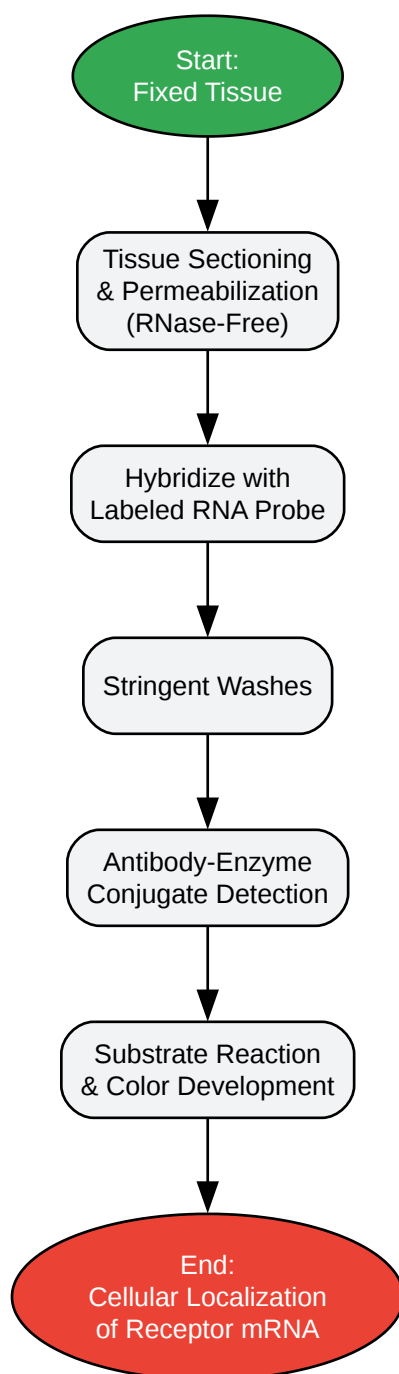 Start:
Fixed Tissue
Tissue Sectioning
& Permeabilization
(RNase-Free)
Hybridize with
Labeled RNA Probe
Stringent Washes
Antibody-Enzyme
Conjugate Detection
Substrate Reaction
& Color Development
End:
Cellular Localization
of Receptor mRNA